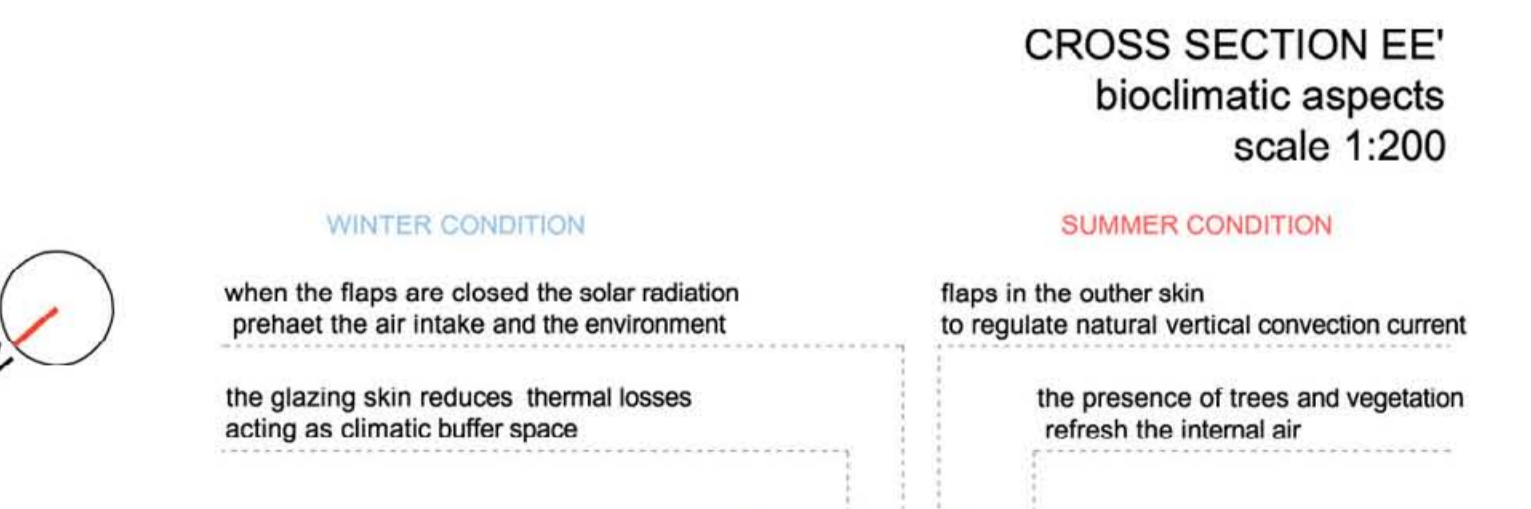 CROSS SECTION EE'
bioclimatic aspects
scale 1:200
WINTER CONDITION
when the flaps are closed the solar radiation
prehaet the air intake and the environment
the glazing skin reduces thermal losses
acting as climatic buffer space
SUMMER CONDITION
flaps in the outher skin
to regulate natural vertical convection current
the presence of trees and vegetation
refresh the internal air